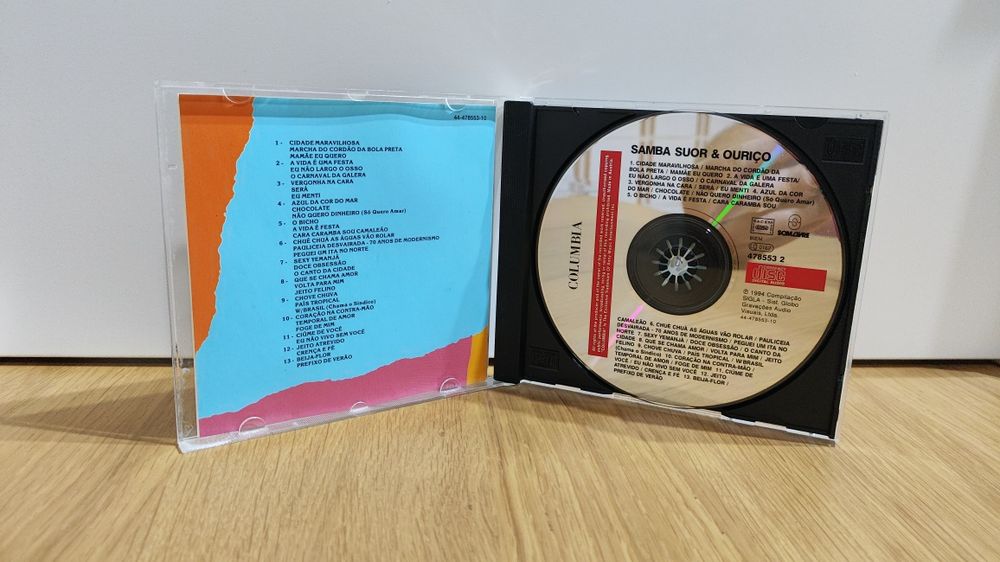 44-478553-10
1 - CIDADE MARAVILHOSA
MARCHA DO CORDÃO DA BOLA PRETA
MAMÃE EU QUERO
2 - A VIDA É UMA FESTA
EU NÃO LARGO O OSSO
O CARNAVAL DA GALERA
3 - VERGONHA NA CARA
SERÁ
EU MENTI
4 - AZUL DA COR DO MAR
CHOCOLATE
NÃO QUERO DINHEIRO (Só Quero Amar)
5 - O BICHO
A VIDA É FESTA
CARA CARAMBA SOU CAMALEÃO
6 - CHUÊ CHUÁ AS ÁGUAS VÃO ROLAR
PAULICEIA DESVAIRADA - 70 ANOS DE MODERNISMO
PEGUEI UM ITA NO NORTE
7 - SEXY YEMANJÁ
DOCE OBSESSÃO
O CANTO DA CIDADE
8 - QUE SE CHAMA AMOR
VOLTA PARA MIM
JEITO FELINO
9 - CHOVE CHUVA
PAÍS TROPICAL
W/BRASIL (Chama o Síndico)
10 - CORAÇÃO NA CONTRA-MÃO
TEMPORAL DE AMOR
FOGE DE MIM
11 - CIÚME DE VOCÊ
EU NÃO VIVO SEM VOCÊ
12 - JEITO ATREVIDO
CRENÇA E FÉ
13 - BEIJA-FLOR
PREFIXO DE VERÃO
SAMBA SUOR & OURIÇO
1. CIDADE MARAVILHOSA / MARCHA DO CORDÃO DA
BOLA PRETA / MAMÃE EU QUERO 2. A VIDA É UMA FESTA/
EU NÃO LARGO O OSSO / O CARNAVAL DA GALERA
3. VERGONHA NA CARA / SERÁ / EU MENTI 4. AZUL DA COR
DO MAR / CHOCOLATE / NÃO QUERO DINHEIRO (Só Quero Amar)
5. O BICHO / A VIDA É FESTA / CARA CARAMBA SOU
COLUMBIA
BIEM
SOM LIVRE
478553 2
COMPACT
disc
DIGITAL AUDIO
℗ 1994 Compilação
SIGLA - Sist. Globo
Gravações Áudio
Visuais, Ltda.
44-478553-10
CAMALEÃO 6. CHUÊ CHUÁ AS ÁGUAS VÃO ROLAR / PAULICEIA
DESVAIRADA - 70 ANOS DE MODERNISMO / PEGUEI UM ITA NO
NORTE 7. SEXY YEMANJÁ / DOCE OBSESSÃO / O CANTO DA
CIDADE 8. QUE SE CHAMA AMOR / VOLTA PARA MIM / JEITO
FELINO 9. CHOVE CHUVA / PAÍS TROPICAL / W/BRASIL
(Chama o Síndico) 10. CORAÇÃO NA CONTRA-MÃO /
TEMPORAL DE AMOR / FOGE DE MIM 11. CIÚME DE
VOCÊ / EU NÃO VIVO SEM VOCÊ 12. JEITO
ATREVIDO / CRENÇA E FÉ 13. BEIJA-FLOR /
PREFIXO DE VERÃO